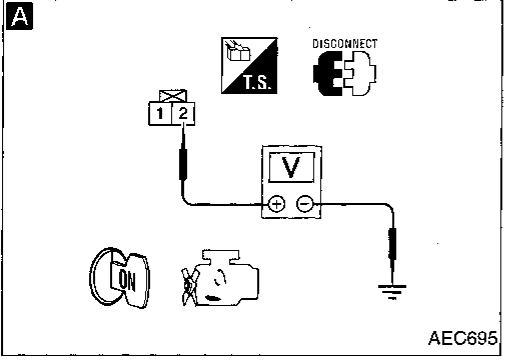 A
DISCONNECT
T.S.
1 2
V
+ −
ON
AEC695